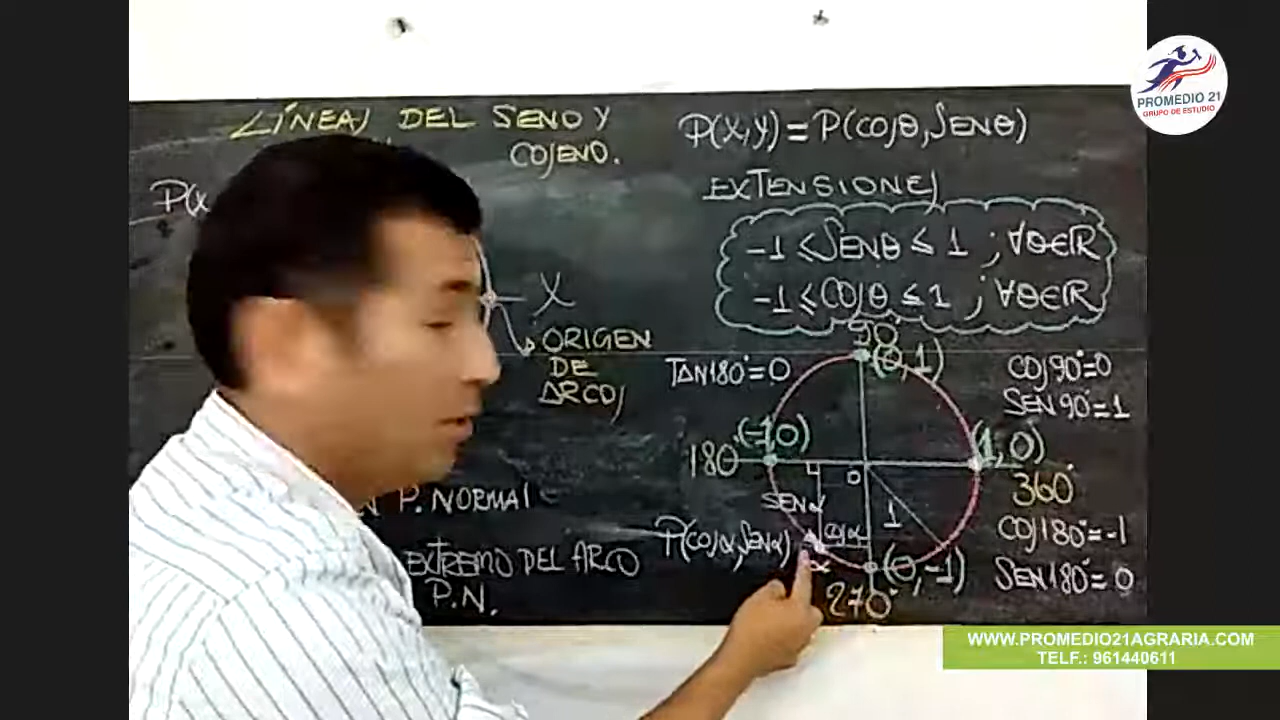 LÍNEAS DEL SENO Y
COSENO.
P(X
X
ORIGEN
DE
ARCOS
P. NORMAL
EXTREMO DEL ARCO
P.N.
P(X,Y) = P(COSθ, SENθ)
EXTENSIONES
-1 ≤ SENθ ≤ 1 ; ∀θ∈ℝ
-1 ≤ COSθ ≤ 1 ; ∀θ∈ℝ
90°
(0,1)
TAN180°=0
COS90°=0
SEN90°=1
(-1,0)
(1,0)
180°
0
360°
SENα
1
P(COSα, SENα)
COSα
COS180°=-1
α
(0,-1)
SEN180°=0
270°
PROMEDIO 21
GRUPO DE ESTUDIO
WWW.PROMEDIO21AGRARIA.COM
TELF.: 961440611